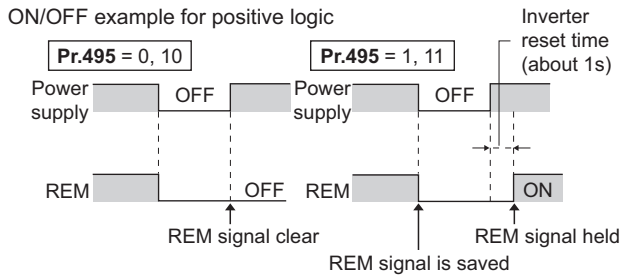 ON/OFF example for positive logic
Inverter
reset time
(about 1s)
Pr.495 = 0, 10
Pr.495 = 1, 11
Power
supply
OFF
Power
supply
OFF
REM
OFF
REM
ON
REM signal clear
REM signal held
REM signal is saved